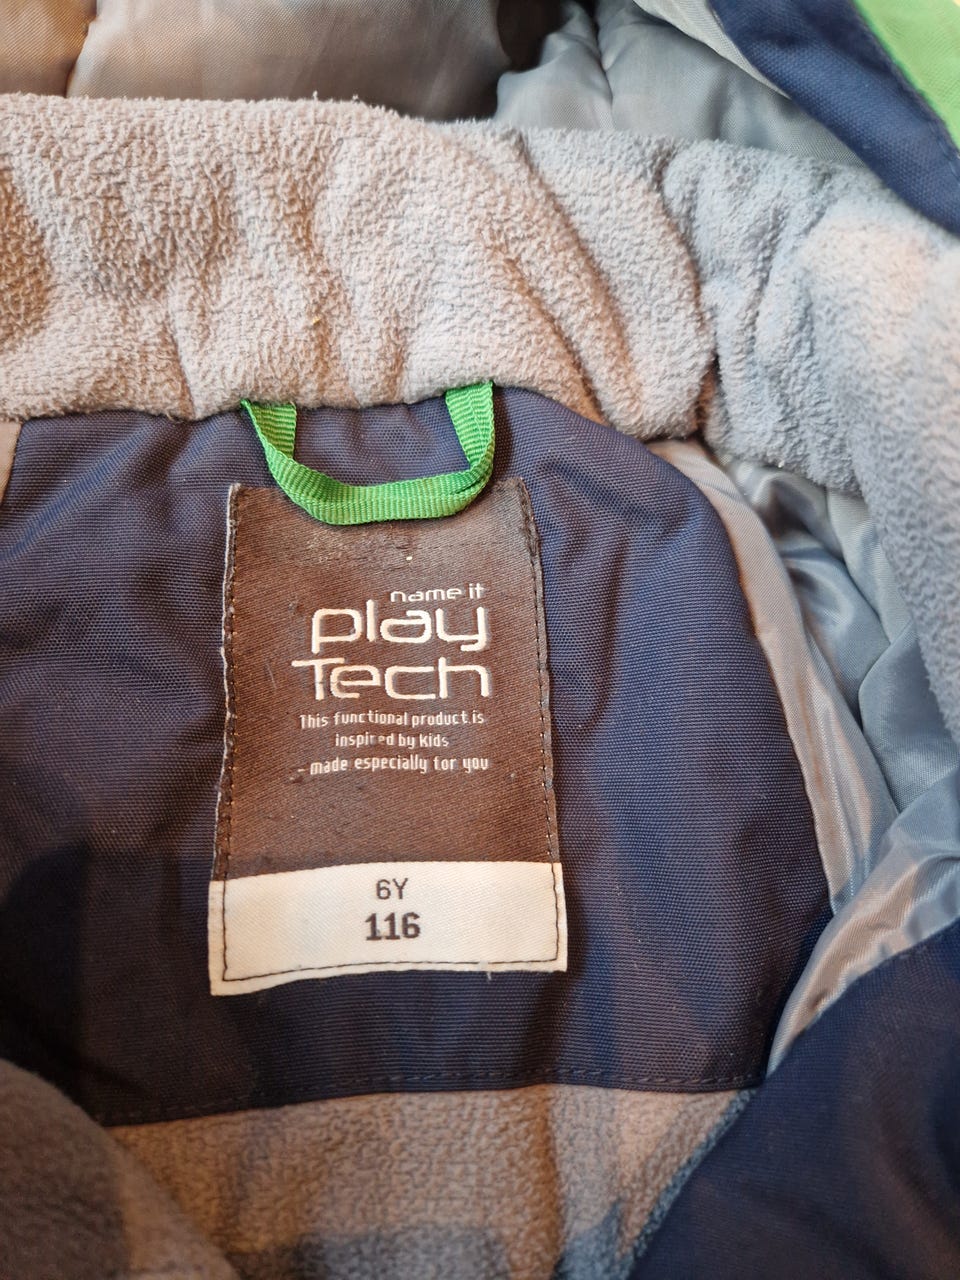 name it
play
Tech
This functional product is
inspired by Kids
- made especially for you
6Y
116